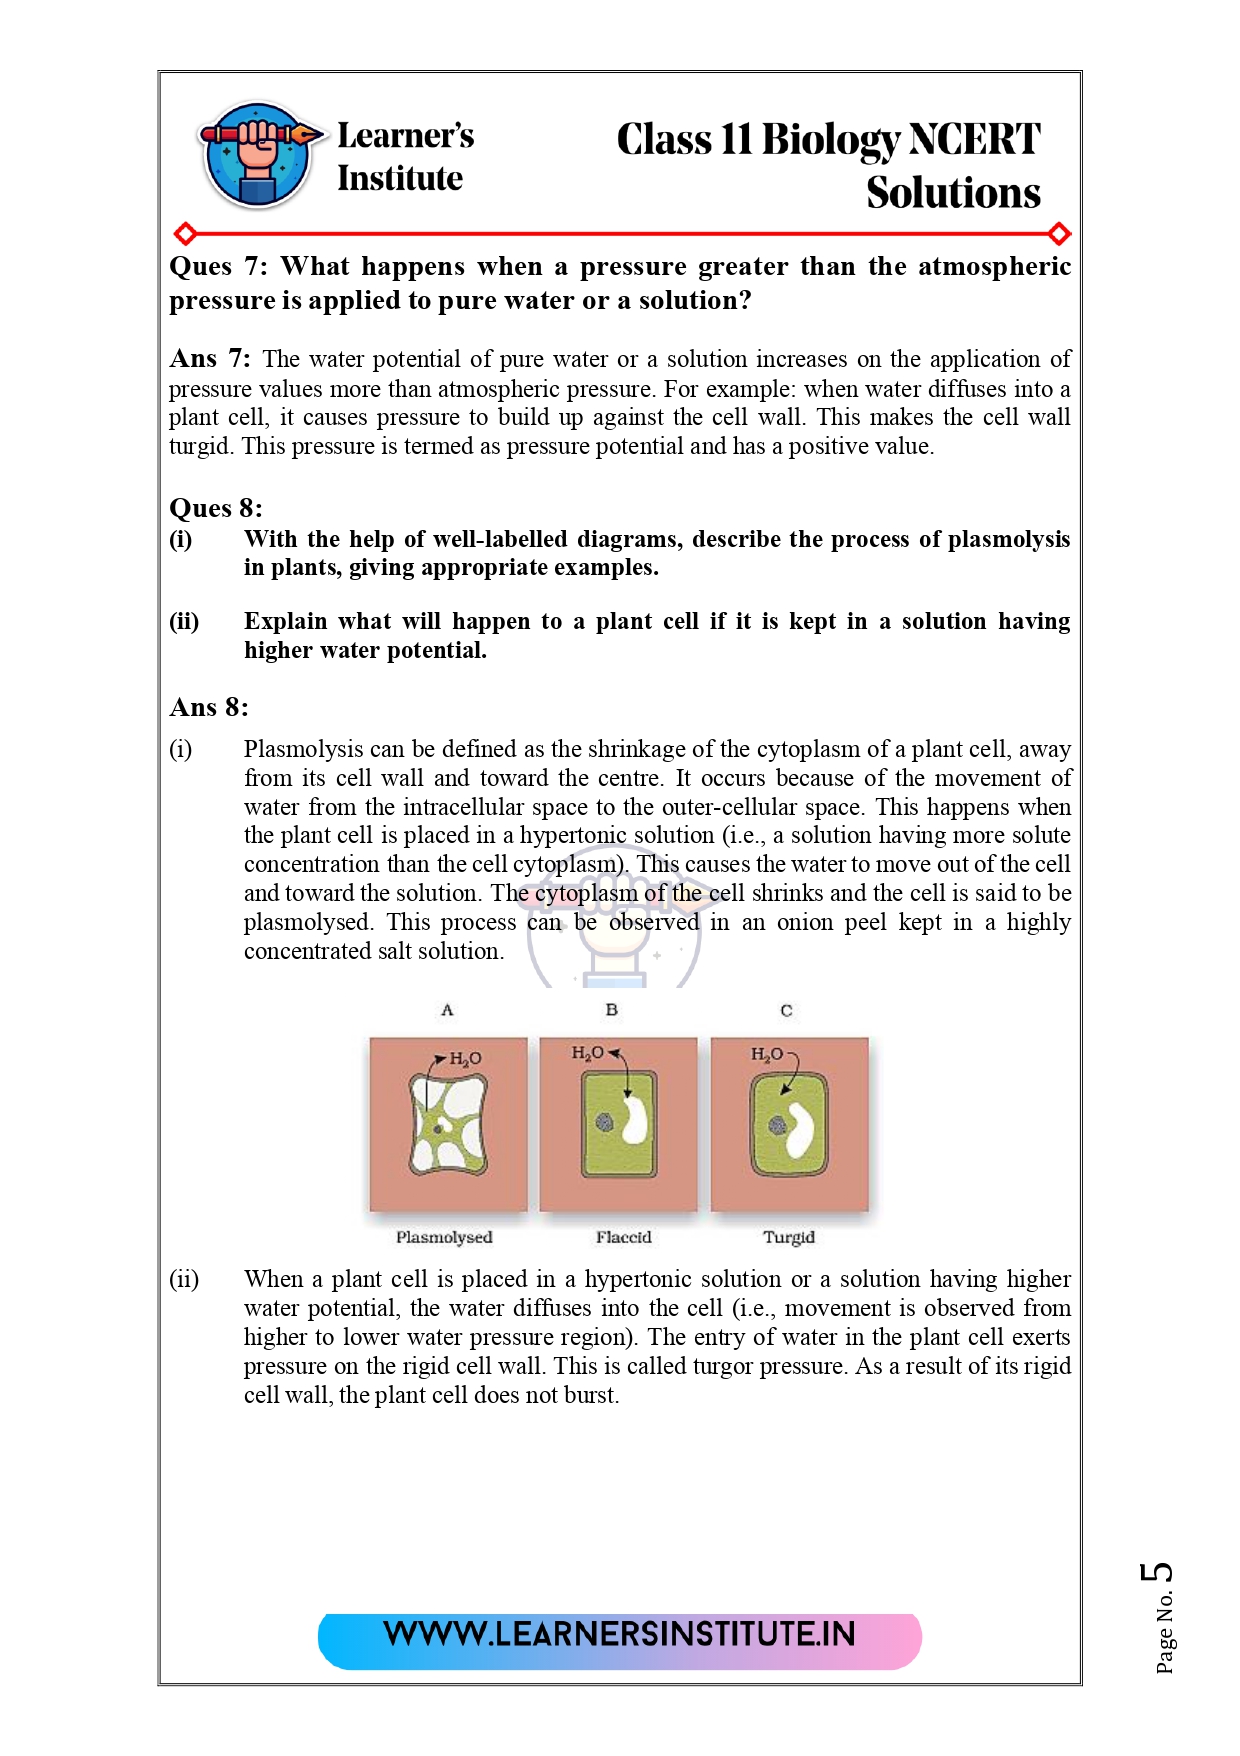 Learner's
Institute
Class 11 Biology NCERT
Solutions
Ques 7: What happens when a pressure greater than the atmospheric
pressure is applied to pure water or a solution?
Ans 7: The water potential of pure water or a solution increases on the application of
pressure values more than atmospheric pressure. For example: when water diffuses into a
plant cell, it causes pressure to build up against the cell wall. This makes the cell wall
turgid. This pressure is termed as pressure potential and has a positive value.
Ques 8:
(i) With the help of well-labelled diagrams, describe the process of plasmolysis
in plants, giving appropriate examples.
(ii) Explain what will happen to a plant cell if it is kept in a solution having
higher water potential.
Ans 8:
(i) Plasmolysis can be defined as the shrinkage of the cytoplasm of a plant cell, away
from its cell wall and toward the centre. It occurs because of the movement of
water from the intracellular space to the outer-cellular space. This happens when
the plant cell is placed in a hypertonic solution (i.e., a solution having more solute
concentration than the cell cytoplasm). This causes the water to move out of the cell
and toward the solution. The cytoplasm of the cell shrinks and the cell is said to be
plasmolysed. This process can be observed in an onion peel kept in a highly
concentrated salt solution.
A B C
H₂O H₂O H₂O
Plasmolysed Flaccid Turgid
(ii) When a plant cell is placed in a hypertonic solution or a solution having higher
water potential, the water diffuses into the cell (i.e., movement is observed from
higher to lower water pressure region). The entry of water in the plant cell exerts
pressure on the rigid cell wall. This is called turgor pressure. As a result of its rigid
cell wall, the plant cell does not burst.
WWW.LEARNERSINSTITUTE.IN
Page No. 5